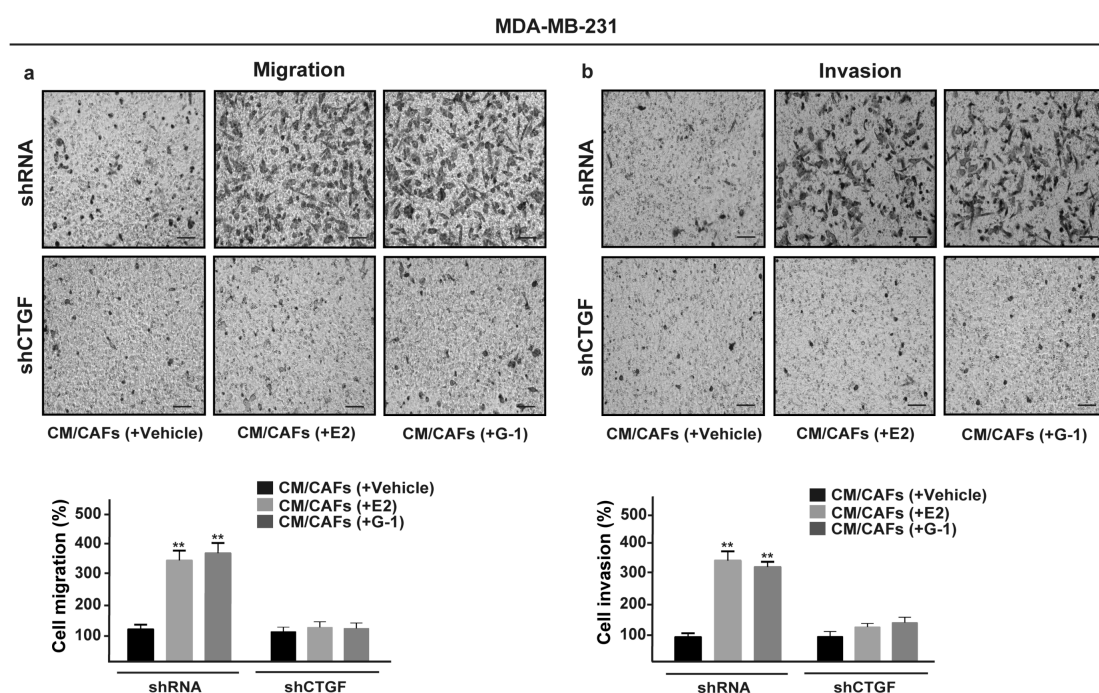 MDA-MB-231
a
Migration
shRNA
shCTGF
CM/CAFs (+Vehicle)
CM/CAFs (+E2)
CM/CAFs (+G-1)
CM/CAFs (+Vehicle)
CM/CAFs (+E2)
CM/CAFs (+G-1)
Cell migration (%)
500
400
300
200
100
**
**
shRNA
shCTGF
b
Invasion
shRNA
shCTGF
CM/CAFs (+Vehicle)
CM/CAFs (+E2)
CM/CAFs (+G-1)
CM/CAFs (+Vehicle)
CM/CAFs (+E2)
CM/CAFs (+G-1)
Cell invasion (%)
500
400
300
200
100
**
**
shRNA
shCTGF